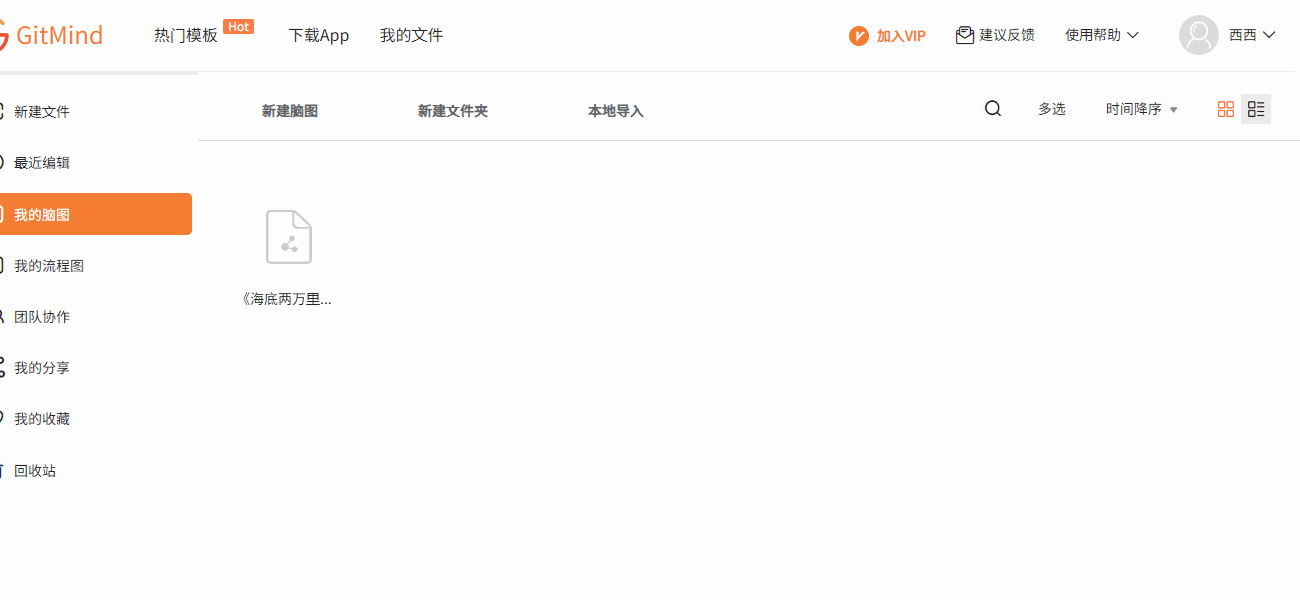 GitMind
热门模板
Hot
下载App
我的文件
加入VIP
建议反馈
使用帮助
西西
新建文件
最近编辑
我的脑图
我的流程图
团队协作
我的分享
我的收藏
回收站
新建脑图
新建文件夹
本地导入
多选
时间降序
《海底两万里...